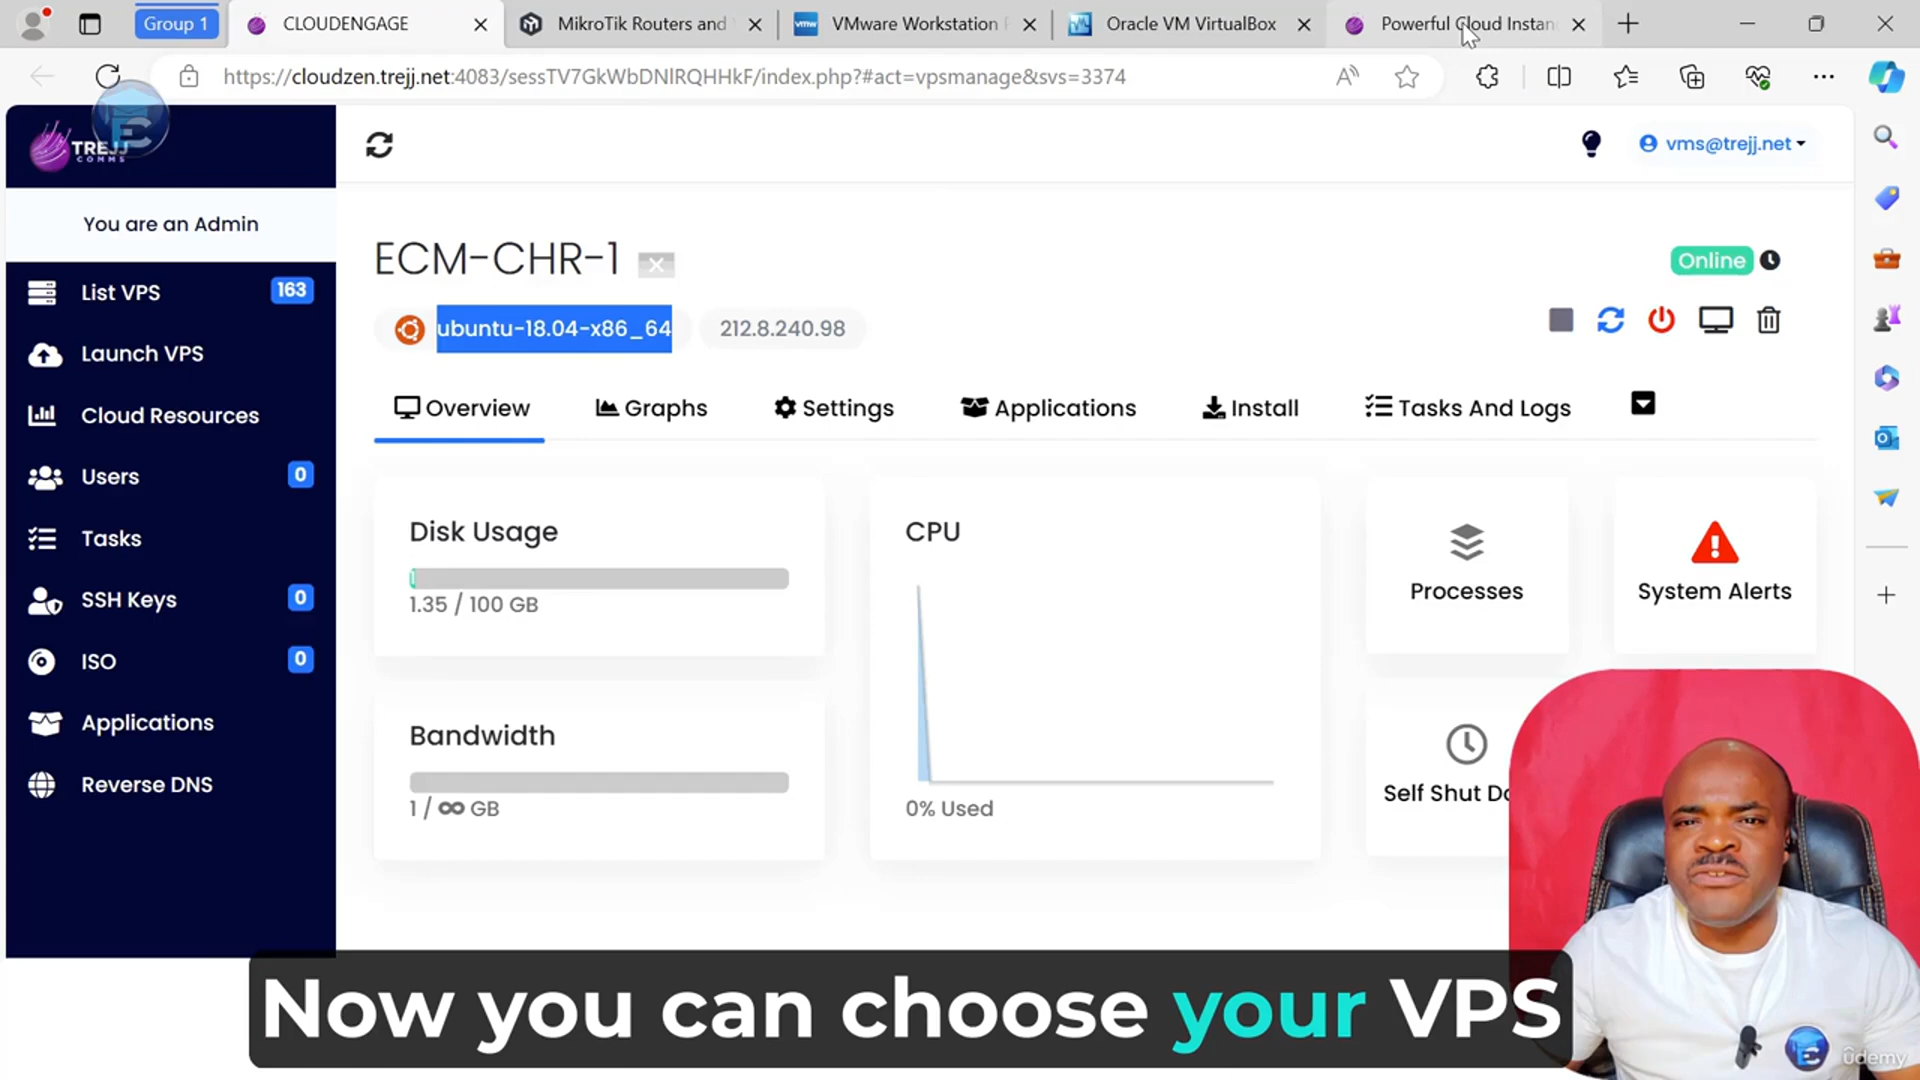 Group 1
CLOUDENGAGE
MikroTik Routers and
VMware Workstation
Oracle VM VirtualBox
Powerful Cloud Instan
https://cloudzen.trejj.net:4083/sessTV7GkWbDNlRQHHkF/index.php?#act=vpsmanage&svs=3374
TREJJ
COMMS
vms@trejj.net
You are an Admin
List VPS 163
Launch VPS
Cloud Resources
Users 0
Tasks
SSH Keys 0
ISO 0
Applications
Reverse DNS
ECM-CHR-1
Online
ubuntu-18.04-x86_64
212.8.240.98
Overview
Graphs
Settings
Applications
Install
Tasks And Logs
Disk Usage
1.35 / 100 GB
CPU
0% Used
Processes
System Alerts
Bandwidth
1 / ∞ GB
Self Shut Do
Now you can choose your VPS
ûdemy